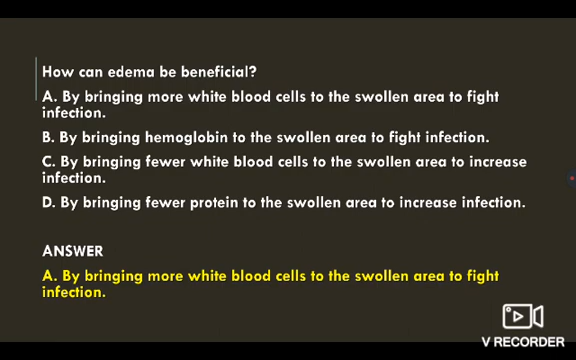 How can edema be beneficial?
A. By bringing more white blood cells to the swollen area to fight
infection.
B. By bringing hemoglobin to the swollen area to fight infection.
C. By bringing fewer white blood cells to the swollen area to increase
infection.
D. By bringing fewer protein to the swollen area to increase infection.
ANSWER
A. By bringing more white blood cells to the swollen area to fight
infection.
V RECORDER